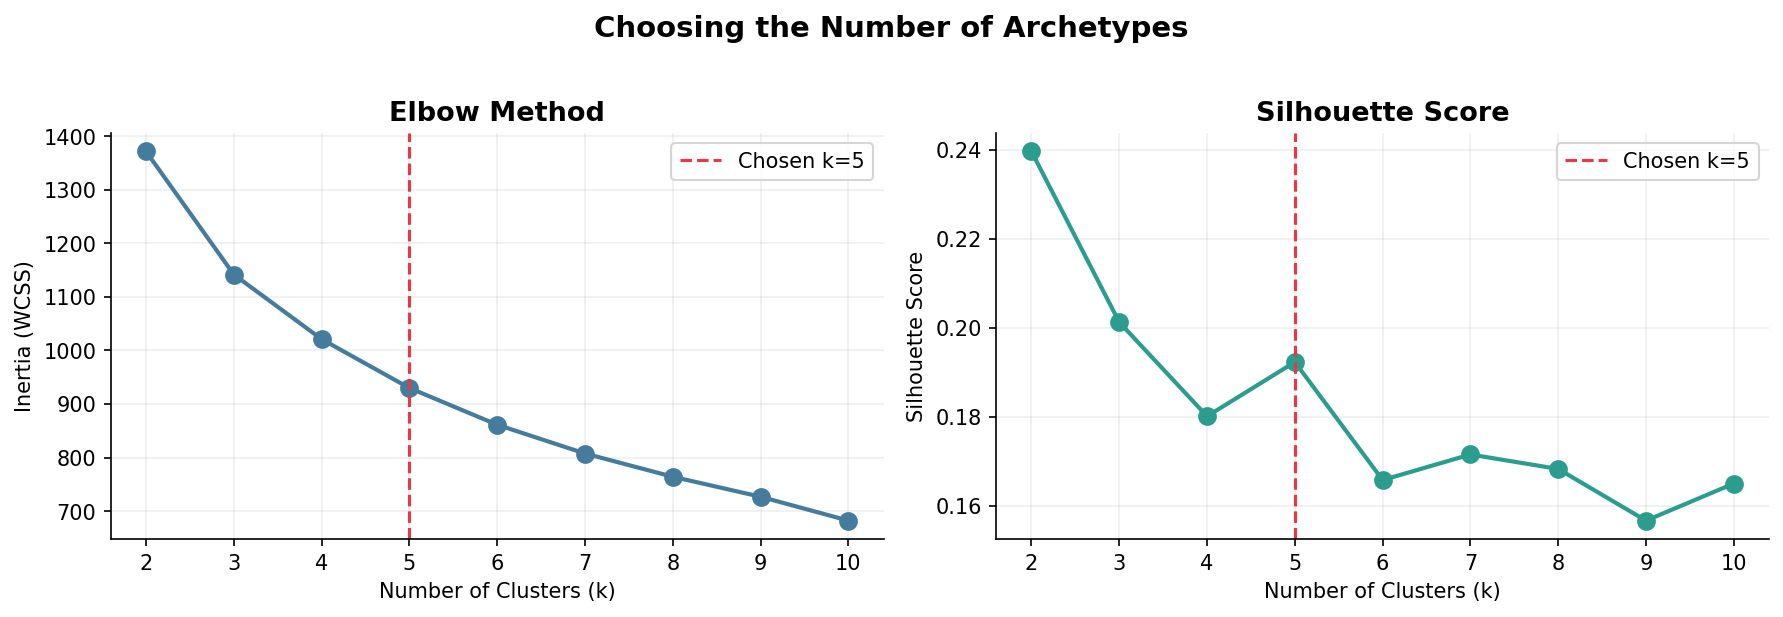 Choosing the Number of Archetypes
Elbow Method
Chosen k=5
Inertia (WCSS)
1400
1300
1200
1100
1000
900
800
700
2 3 4 5 6 7 8 9 10
Number of Clusters (k)
Silhouette Score
Chosen k=5
Silhouette Score
0.24
0.22
0.20
0.18
0.16
2 3 4 5 6 7 8 9 10
Number of Clusters (k)